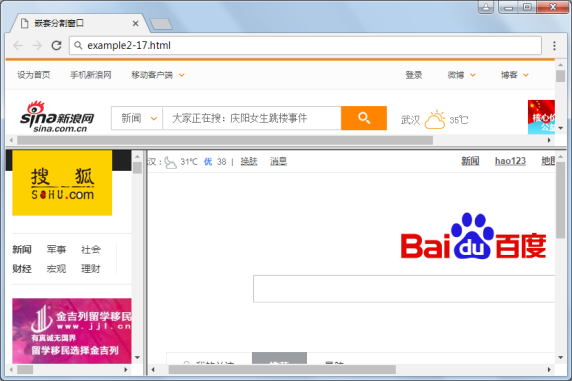 嵌套分割窗口
example2-17.html
设为首页 手机新浪网 移动客户端 登录 微博 博客
sina新浪网
sina.com.cn
新闻 大家正在搜：庆阳女生跳楼事件
武汉 35℃
核心价
搜 狐
SOHU.com
新闻 军事 社会
财经 宏观 理财
金吉列留学移民
www.jjl.cn
有真诚无国界
留学移民选择金吉列
汉： 31℃ 优 38 | 换肤 消息 新闻 hao123 地图
Bai du 百度